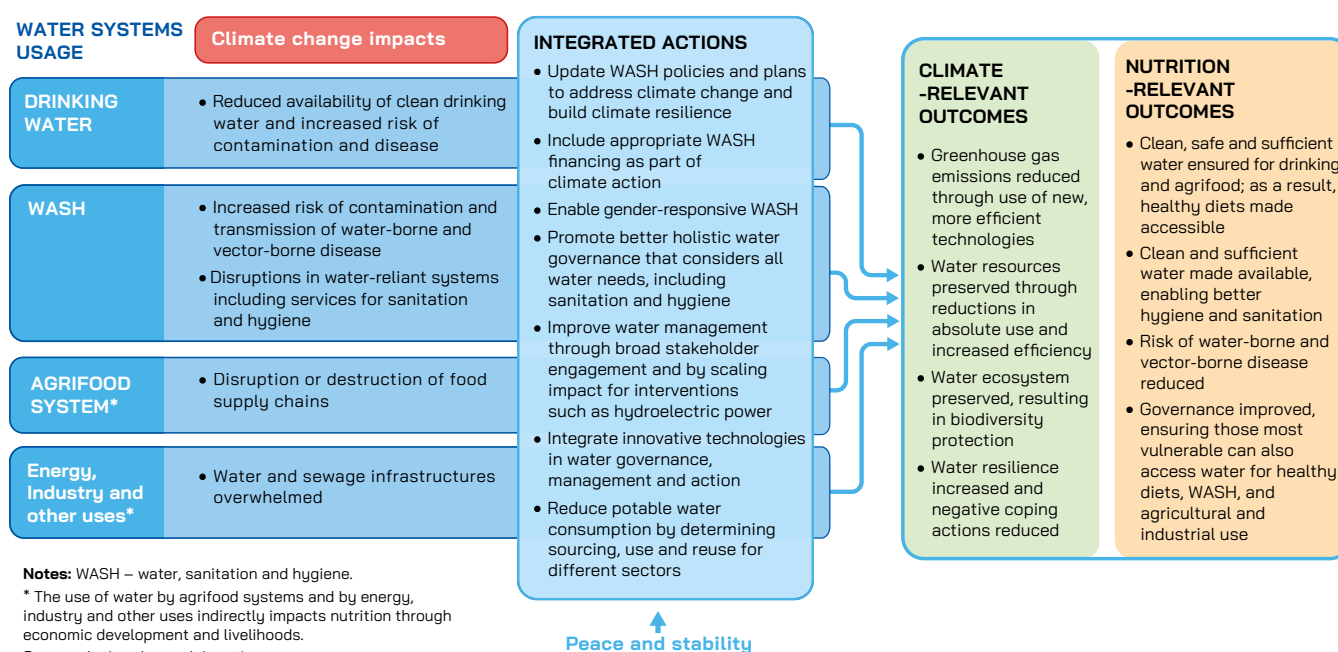 WATER SYSTEMS
USAGE
Climate change impacts
DRINKING
WATER
• Reduced availability of clean drinking
water and increased risk of
contamination and disease
WASH
• Increased risk of contamination and
transmission of water-borne and
vector-borne disease
• Disruptions in water-reliant systems
including services for sanitation
and hygiene
AGRIFOOD
SYSTEM*
• Disruption or destruction of food
supply chains
Energy,
Industry and
other uses*
• Water and sewage infrastructures
overwhelmed
INTEGRATED ACTIONS
• Update WASH policies and plans
to address climate change and
build climate resilience
• Include appropriate WASH
financing as part of
climate action
• Enable gender-responsive WASH
• Promote better holistic water
governance that considers all
water needs, including
sanitation and hygiene
• Improve water management
through broad stakeholder
engagement and by scaling
impact for interventions
such as hydroelectric power
• Integrate innovative technologies
in water governance,
management and action
• Reduce potable water
consumption by determining
sourcing, use and reuse for
different sectors
Peace and stability
CLIMATE
-RELEVANT
OUTCOMES
• Greenhouse gas
emissions reduced
through use of new,
more efficient
technologies
• Water resources
preserved through
reductions in
absolute use and
increased efficiency
• Water ecosystem
preserved, resulting
in biodiversity
protection
• Water resilience
increased and
negative coping
actions reduced
NUTRITION
-RELEVANT
OUTCOMES
• Clean, safe and sufficient
water ensured for drinking
and agrifood; as a result,
healthy diets made
accessible
• Clean and sufficient
water made available,
enabling better
hygiene and sanitation
• Risk of water-borne and
vector-borne disease
reduced
• Governance improved,
ensuring those most
vulnerable can also
access water for healthy
diets, WASH, and
agricultural and
industrial use
Notes: WASH – water, sanitation and hygiene.
* The use of water by agrifood systems and by energy,
industry and other uses indirectly impacts nutrition through
economic development and livelihoods.